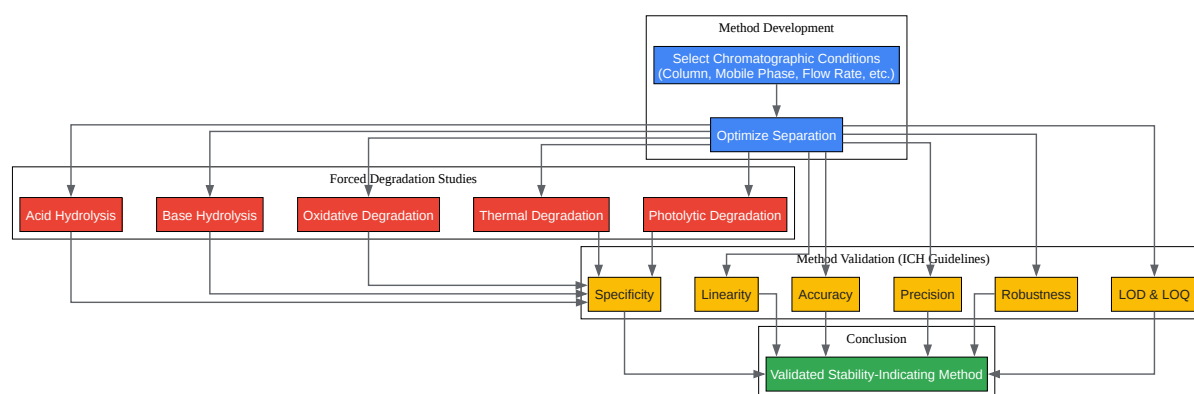 Method Development
Select Chromatographic Conditions
(Column, Mobile Phase, Flow Rate, etc.)
Optimize Separation
Forced Degradation Studies
Acid Hydrolysis
Base Hydrolysis
Oxidative Degradation
Thermal Degradation
Photolytic Degradation
Method Validation (ICH Guidelines)
Specificity
Linearity
Accuracy
Precision
Robustness
LOD & LOQ
Conclusion
Validated Stability-Indicating Method